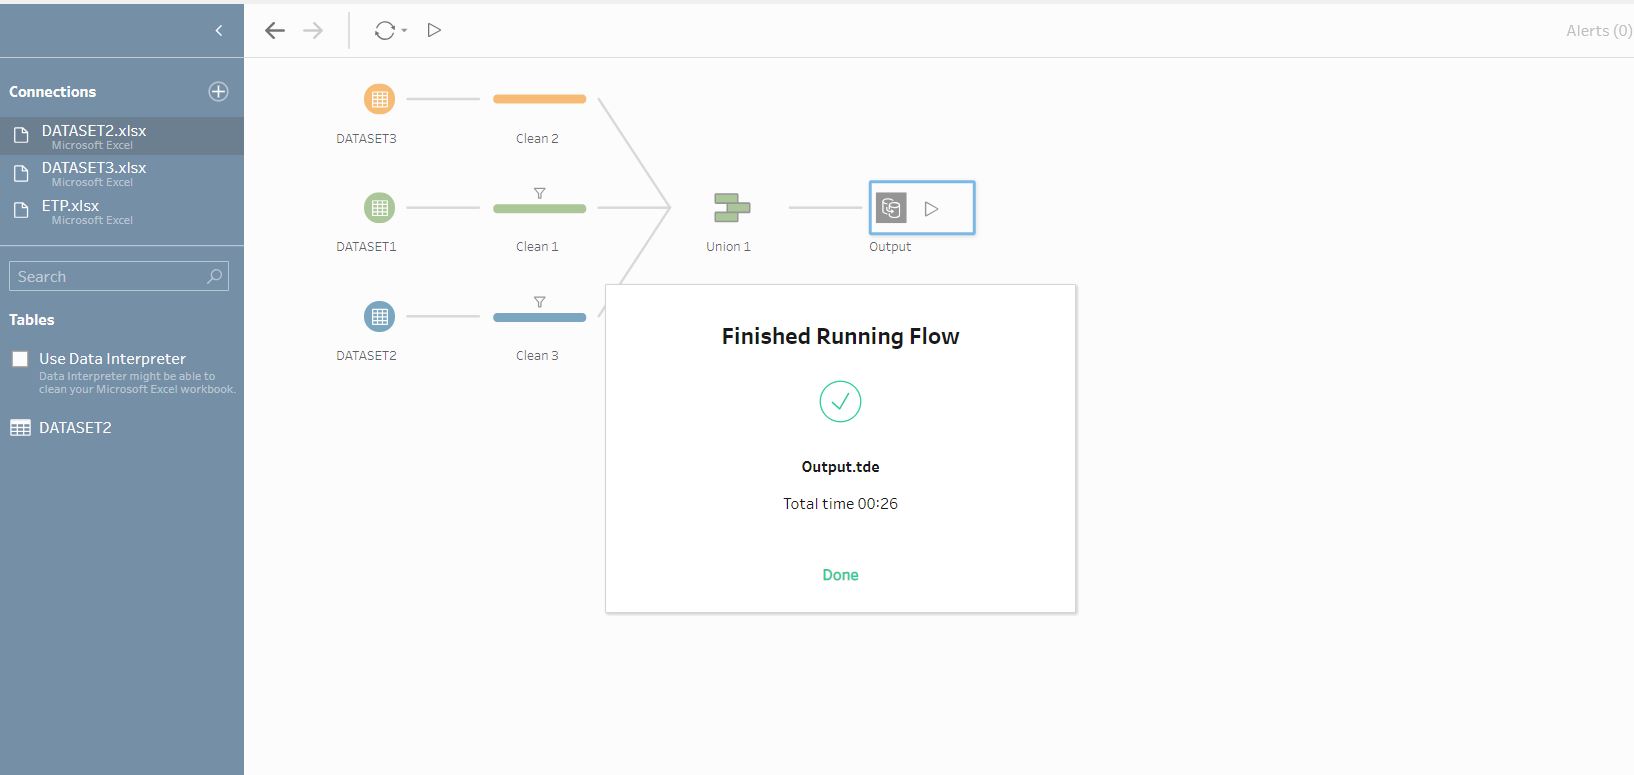 Alerts (0)
Connections
DATASET2.xlsx
Microsoft Excel
DATASET3.xlsx
Microsoft Excel
ETP.xlsx
Microsoft Excel
Search
Tables
Use Data Interpreter
Data Interpreter might be able to
clean your Microsoft Excel workbook.
DATASET2
DATASET3
Clean 2
DATASET1
Clean 1
Union 1
Output
DATASET2
Clean 3
Finished Running Flow
Output.tde
Total time 00:26
Done